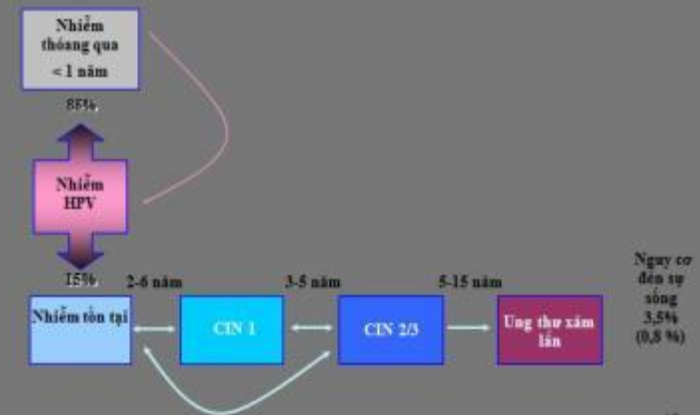 Nhiễm
thóang qua
< 1 năm
85%
Nhiễm
HPV
15%
2-6 năm
3-5 năm
5-15 năm
Nhiễm tồn tại
CIN 1
CIN 2/3
Ung thư xâm
lấn
Nguy cơ
đến sự
sống
3,5%
(0,8 %)